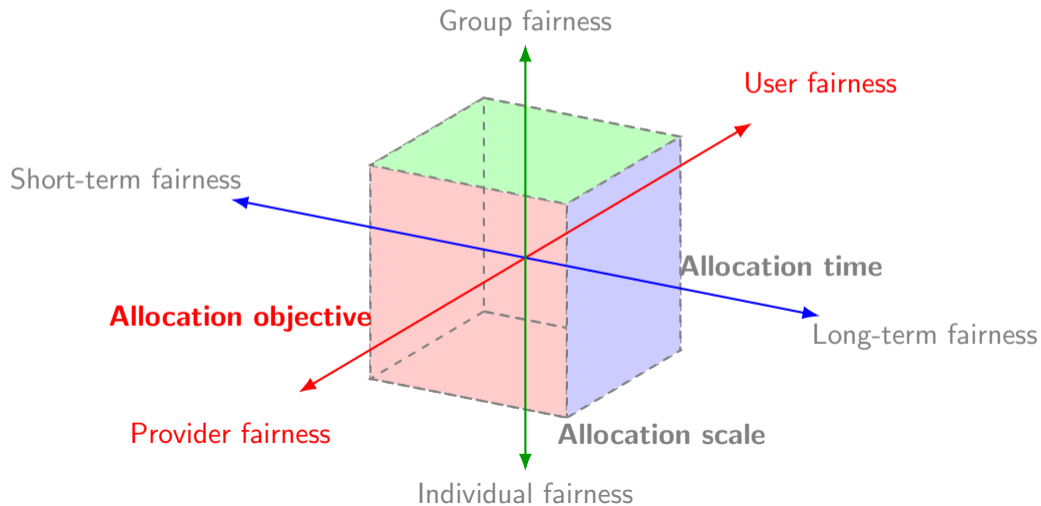 Group fairness
User fairness
Short-term fairness
Allocation time
Allocation objective
Long-term fairness
Provider fairness
Allocation scale
Individual fairness